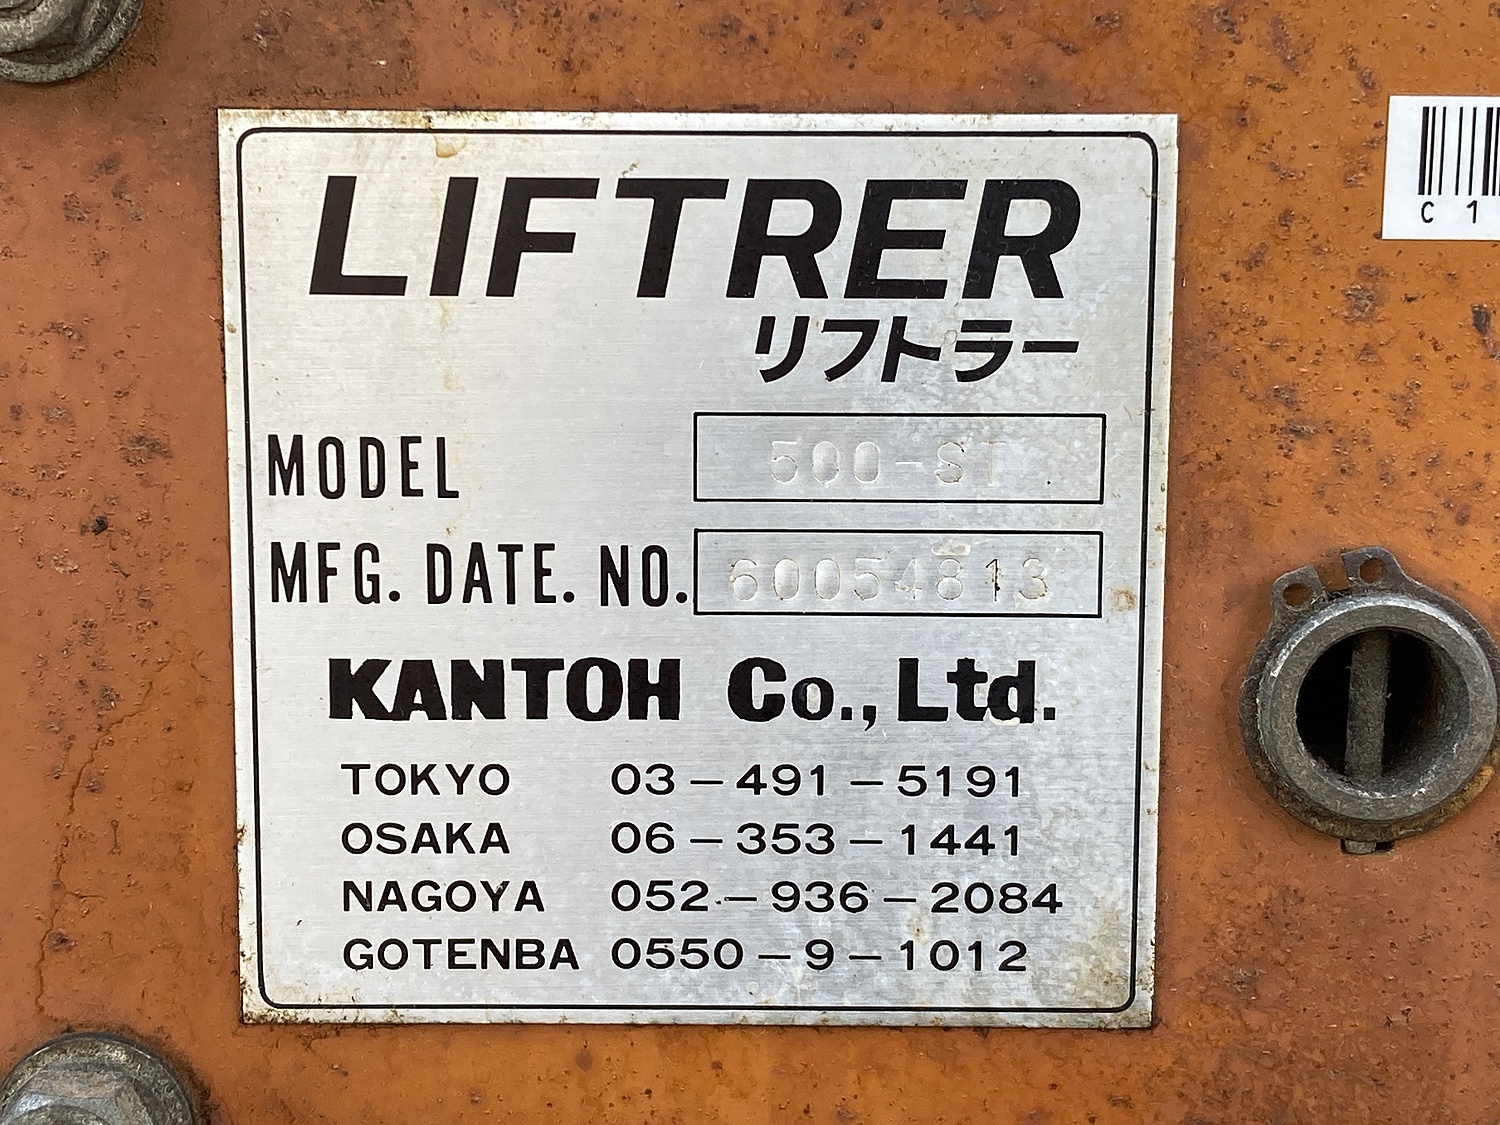 LIFTRER
リフトラー
MODEL 500-ST
MFG. DATE. NO. 60054813
KANTOH Co., Ltd.
TOKYO 03-491-5191
OSAKA 06-353-1441
NAGOYA 052-936-2084
GOTENBA 0550-9-1012
C 1